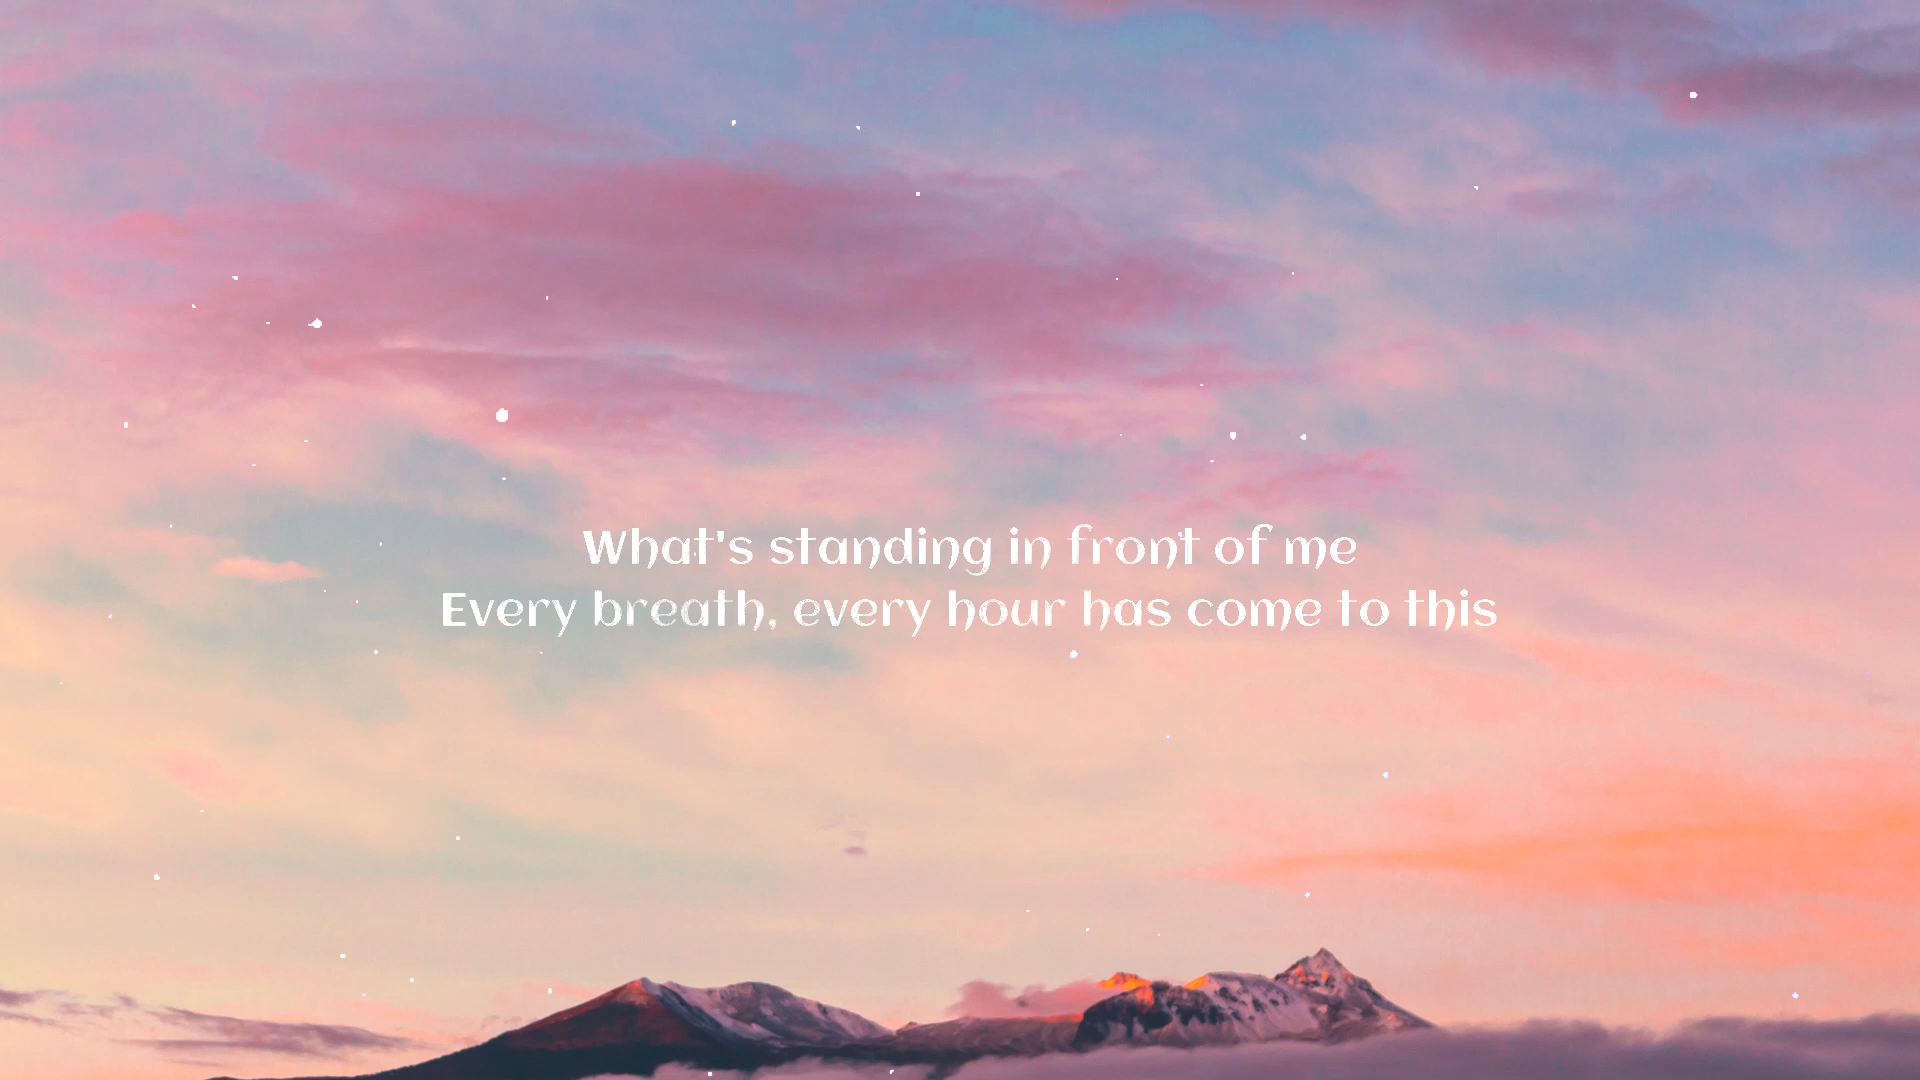 What's standing in front of me
Every breath, every hour has come to this